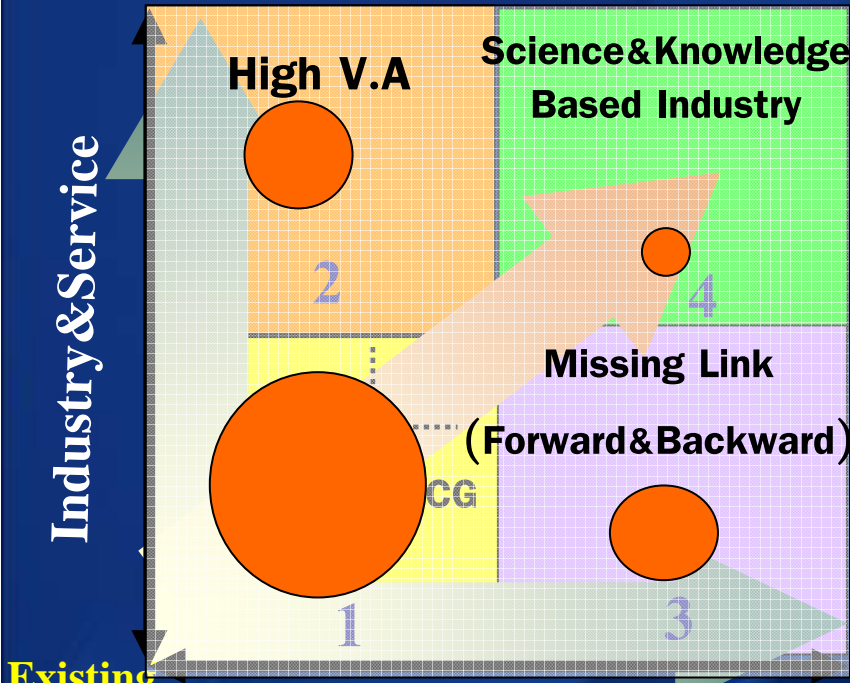 High V.A
Science&Knowledge
Based Industry
Industry&Service
2
4
Missing Link
(Forward&Backward)
CG
1
3
Existing